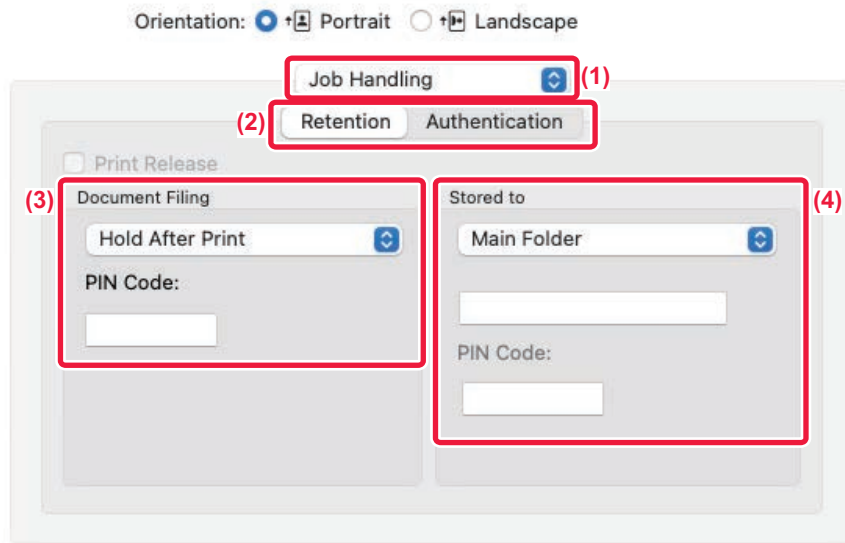 Orientation: Portrait Landscape
Job Handling (1)
(2) Retention Authentication
Print Release
(3) Document Filing Stored to (4)
Hold After Print Main Folder
PIN Code:
PIN Code: